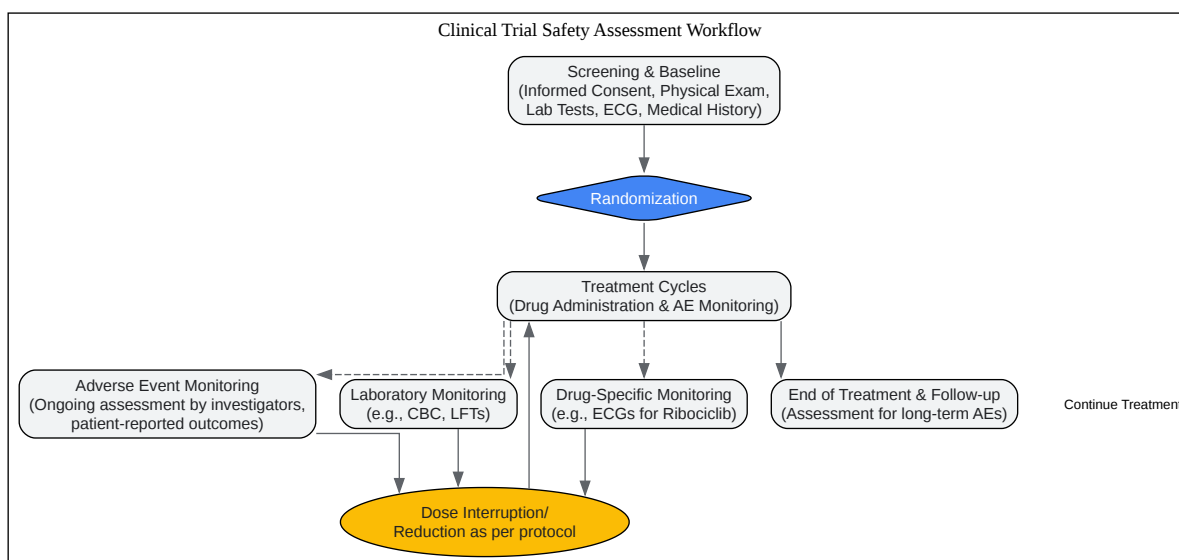 Clinical Trial Safety Assessment Workflow
Screening & Baseline
(Informed Consent, Physical Exam,
Lab Tests, ECG, Medical History)
Randomization
Treatment Cycles
(Drug Administration & AE Monitoring)
Adverse Event Monitoring
(Ongoing assessment by investigators,
patient-reported outcomes)
Laboratory Monitoring
(e.g., CBC, LFTs)
Drug-Specific Monitoring
(e.g., ECGs for Ribociclib)
End of Treatment & Follow-up
(Assessment for long-term AEs)
Continue Treatment
Dose Interruption/
Reduction as per protocol